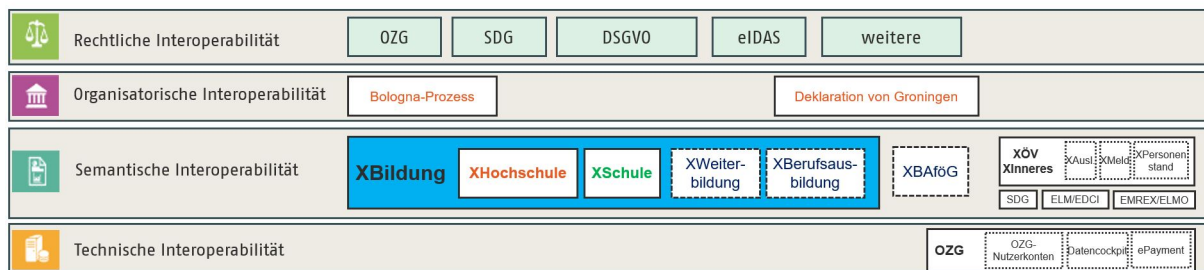 Rechtliche Interoperabilität
OZG
SDG
DSGVO
eIDAS
weitere
Organisatorische Interoperabilität
Bologna-Prozess
Deklaration von Groningen
Semantische Interoperabilität
XBildung
XHochschule
XSchule
XWeiter-
bildung
XBerufsaus-
bildung
XBAföG
XÖV
XInneres
XAusl.
XMeld
XPersonen
stand
SDG
ELM/EDCI
EMREX/ELMO
Technische Interoperabilität
OZG
OZG-
Nutzerkonten
Datencockpit
ePayment